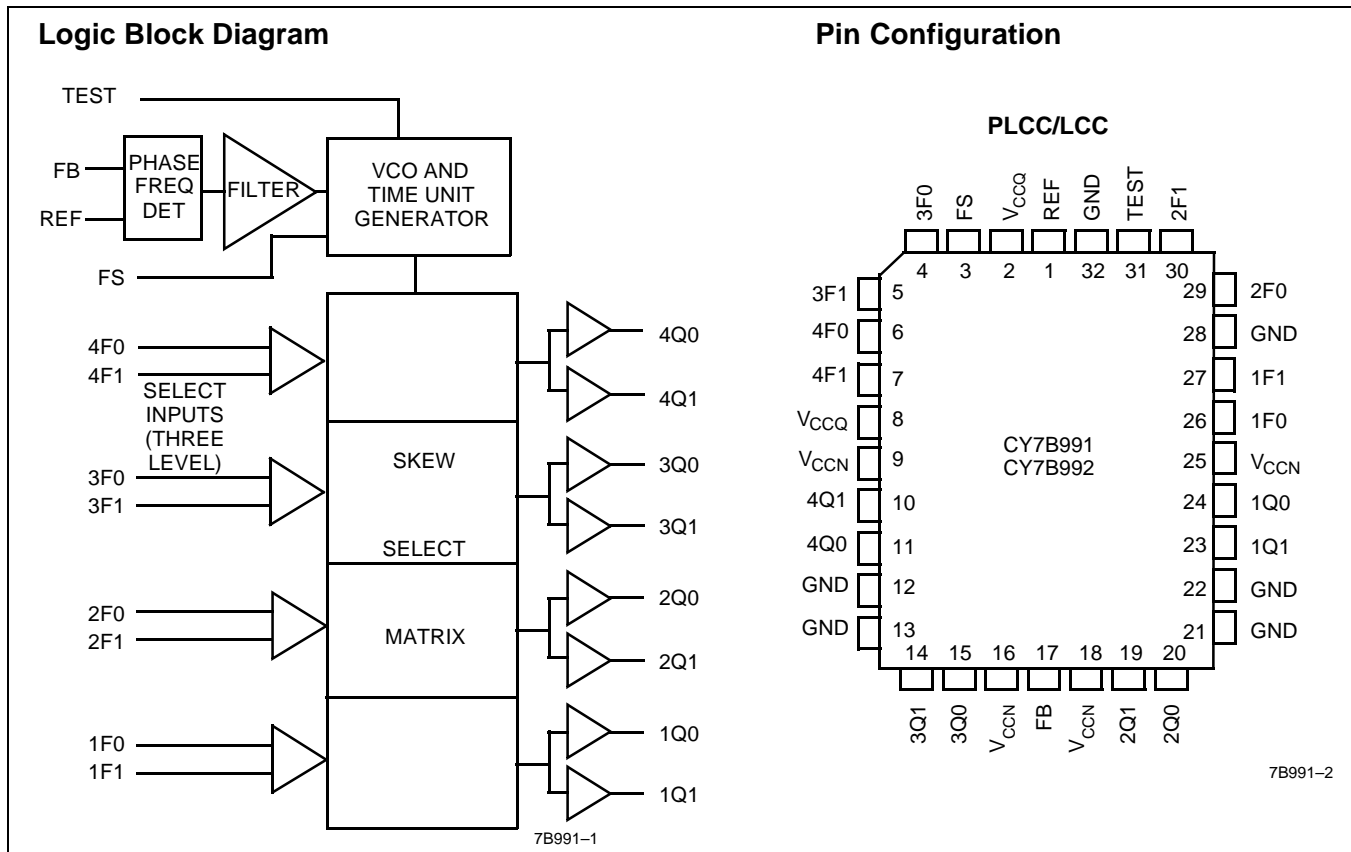 Logic Block Diagram
TEST
FB
REF
PHASE
FREQ
DET
FILTER
VCO AND
TIME UNIT
GENERATOR
FS
4F0
4F1
SELECT
INPUTS
(THREE
LEVEL)
3F0
3F1
2F0
2F1
1F0
1F1
SKEW
SELECT
MATRIX
4Q0
4Q1
3Q0
3Q1
2Q0
2Q1
1Q0
1Q1
7B991–1
Pin Configuration
PLCC/LCC
3F0 FS VCCQ REF GND TEST 2F1
4 3 2 1 32 31 30
3F1 5
4F0 6
4F1 7
VCCQ 8
VCCN 9
4Q1 10
4Q0 11
GND 12
GND 13
CY7B991
CY7B992
29 2F0
28 GND
27 1F1
26 1F0
25 VCCN
24 1Q0
23 1Q1
22 GND
21 GND
14 15 16 17 18 19 20
3Q1 3Q0 VCCN FB VCCN 2Q1 2Q0
7B991–2